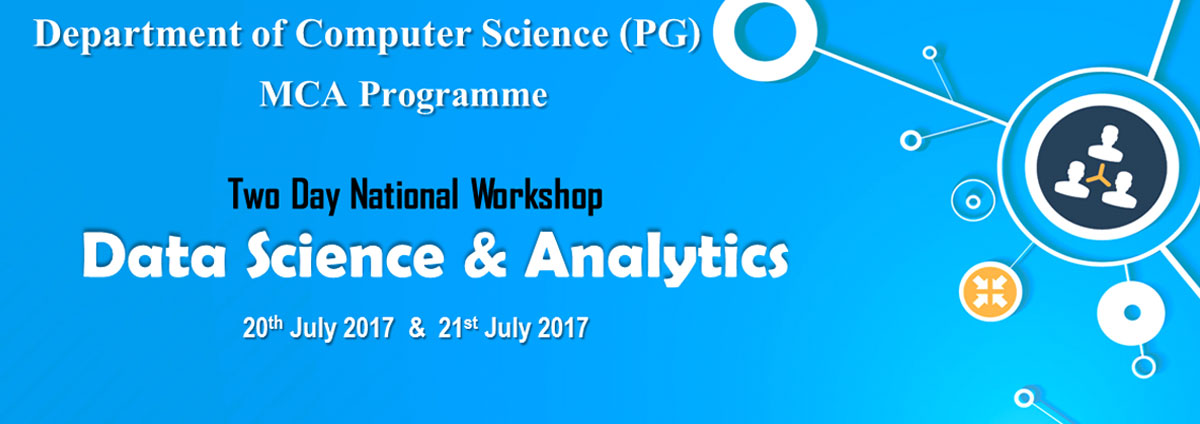 Department of Computer Science (PG)
MCA Programme
Two Day National Workshop
Data Science & Analytics
20th July 2017 & 21st July 2017